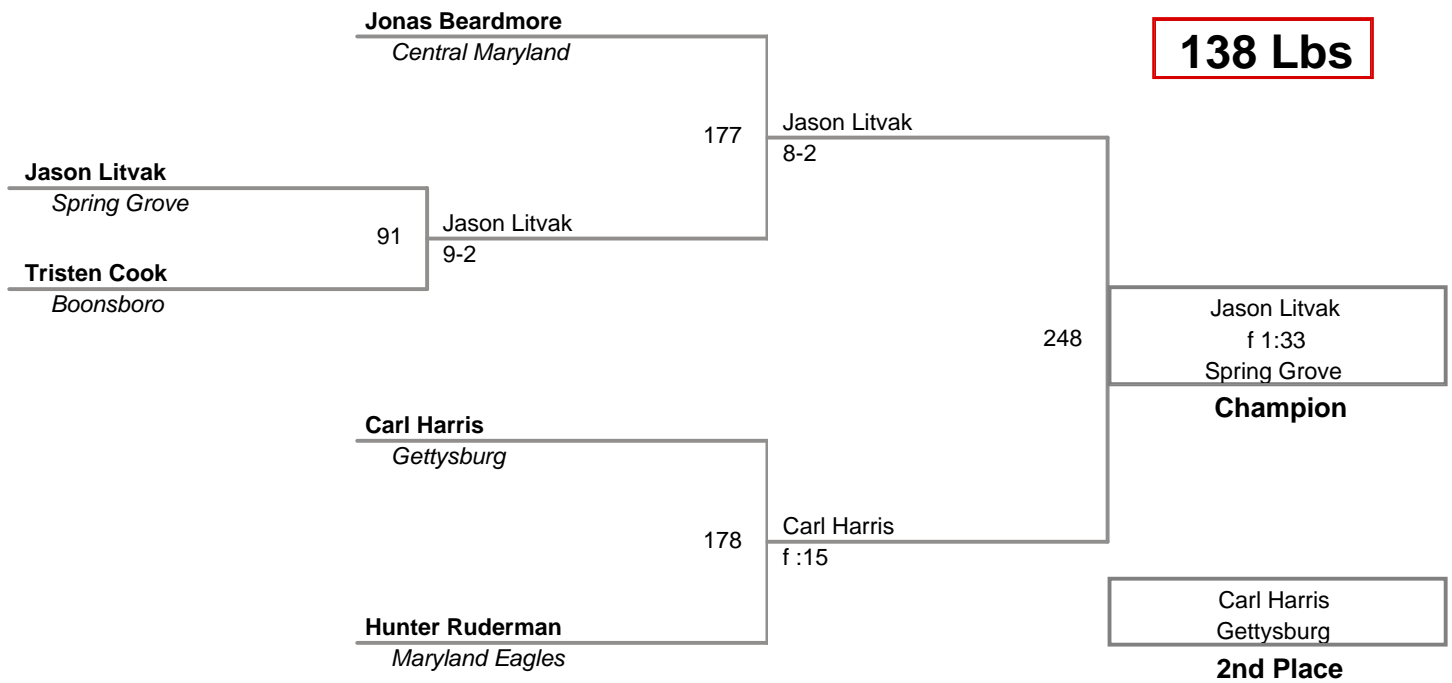 Jonas Beardmore
Central Maryland
138 Lbs
177
Jason Litvak
8-2
Jason Litvak
Spring Grove
91
Jason Litvak
9-2
Tristen Cook
Boonsboro
248
Jason Litvak
f 1:33
Spring Grove
Champion
Carl Harris
Gettysburg
178
Carl Harris
f :15
Hunter Ruderman
Maryland Eagles
Carl Harris
Gettysburg
2nd Place